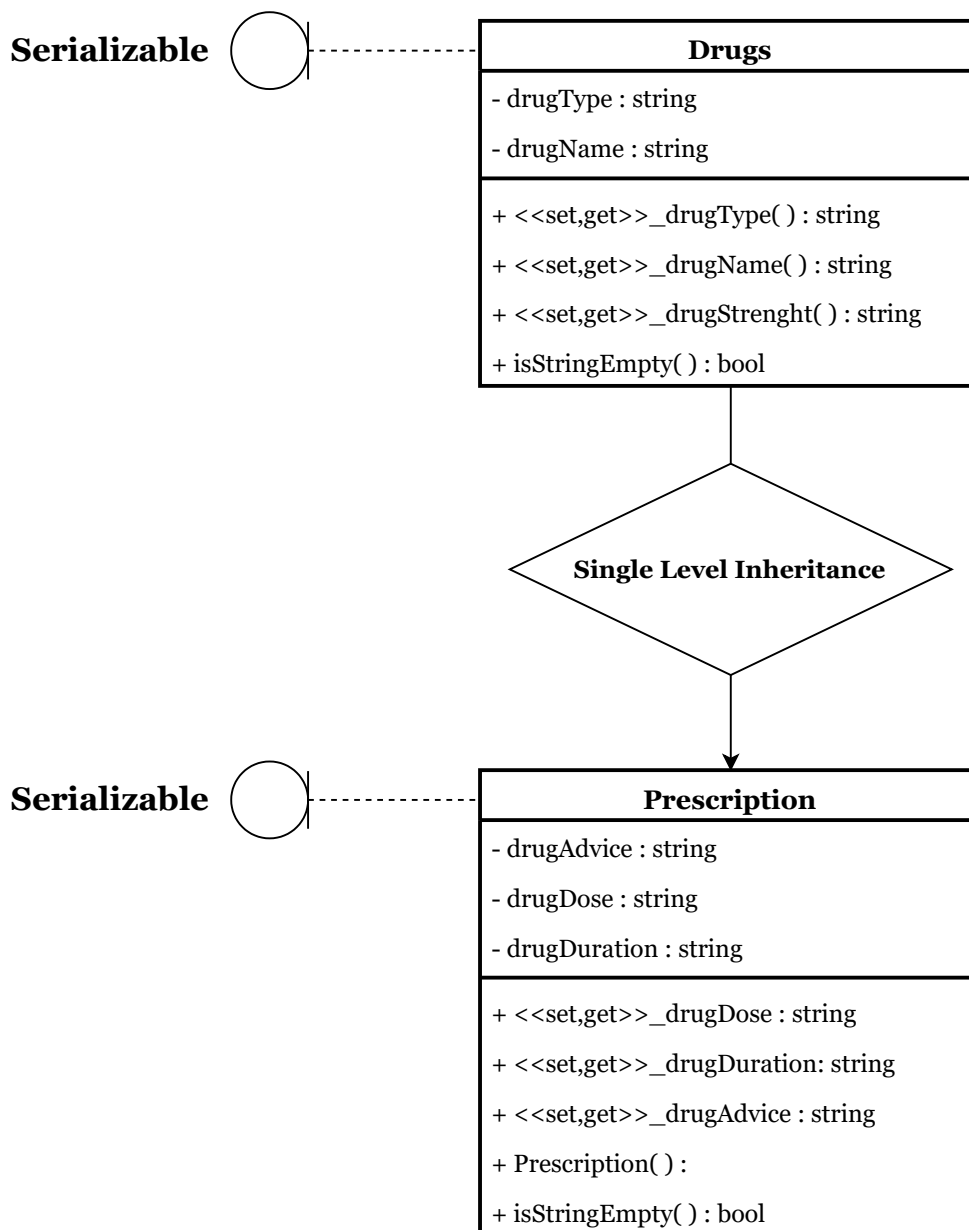 Serializable
Drugs
- drugType : string
- drugName : string
+ <<set,get>>_drugType( ) : string
+ <<set,get>>_drugName( ) : string
+ <<set,get>>_drugStrenght( ) : string
+ isStringEmpty( ) : bool
Single Level Inheritance
Serializable
Prescription
- drugAdvice : string
- drugDose : string
- drugDuration : string
+ <<set,get>>_drugDose : string
+ <<set,get>>_drugDuration: string
+ <<set,get>>_drugAdvice : string
+ Prescription( ) :
+ isStringEmpty( ) : bool